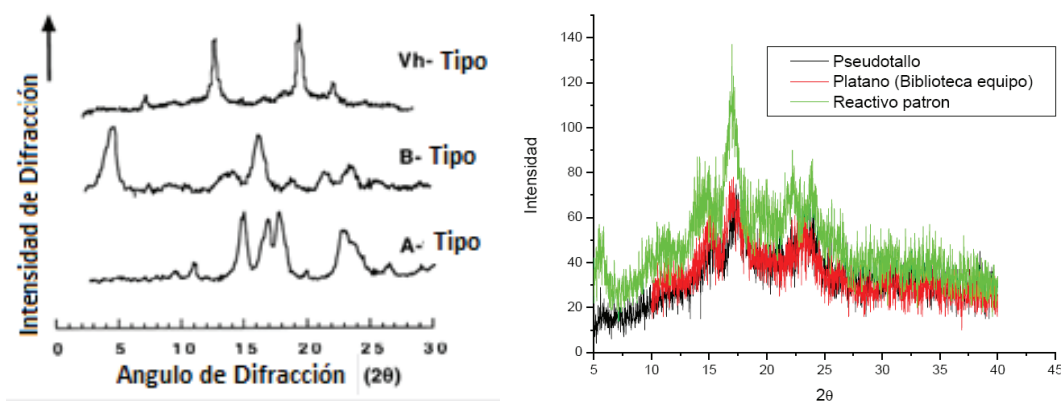 Intensidad de Difracción
Vh- Tipo
B- Tipo
A- Tipo
0 5 10 15 20 25 30
Angulo de Difracción (2θ)
Intensidad
140
120
100
80
60
40
20
0
Pseudotallo
Platano (Biblioteca equipo)
Reactivo patron
5 10 15 20 25 30 35 40 45
2θ